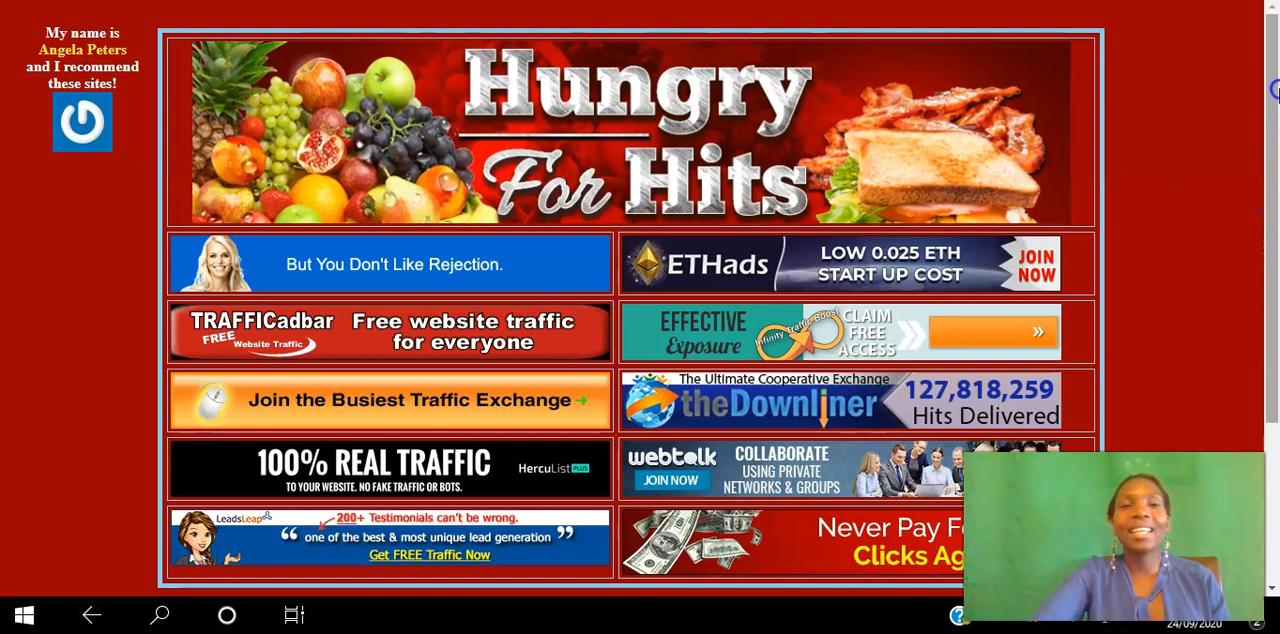 My name is
Angela Peters
and I recommend
these sites!
Hungry
For Hits
But You Don't Like Rejection.
ETHads
LOW 0.025 ETH
START UP COST
JOIN
NOW
TRAFFICadbar
FREE Website Traffic
Free website traffic
for everyone
EFFECTIVE
Exposure
Infinity Traffic Boost
CLAIM
FREE
ACCESS
»
Join the Busiest Traffic Exchange
The Ultimate Cooperative Exchange
theDownliner
127,818,259
Hits Delivered
100% REAL TRAFFIC
TO YOUR WEBSITE. NO FAKE TRAFFIC OR BOTS.
HercuList PLUS
webtalk
JOIN NOW
COLLABORATE
USING PRIVATE
NETWORKS & GROUPS
LeadsLeap
200+ Testimonials can't be wrong.
“ one of the best & most unique lead generation ”
Get FREE Traffic Now
Never Pay F
Clicks Ag
24/09/2020
2